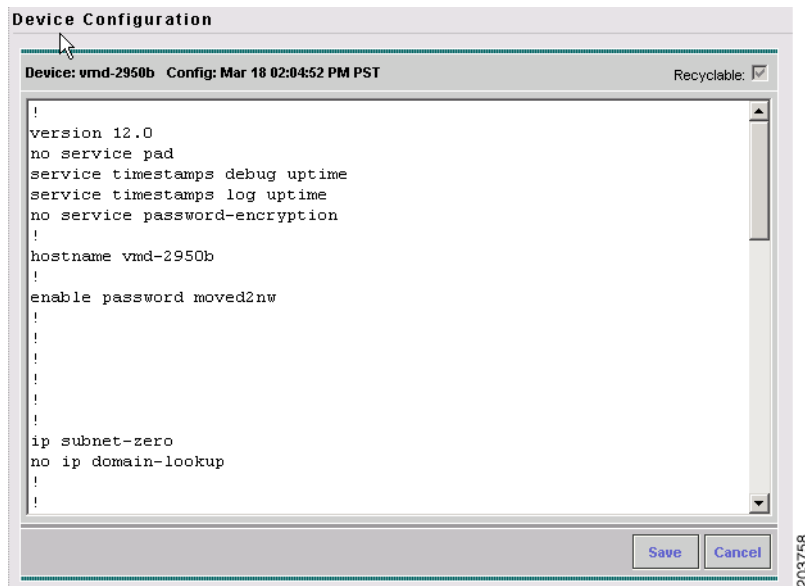 Device Configuration
Device: vmd-2950b Config: Mar 18 02:04:52 PM PST
Recyclable:
!
version 12.0
no service pad
service timestamps debug uptime
service timestamps log uptime
no service password-encryption
!
hostname vmd-2950b
!
enable password moved2nw
!
!
!
!
!
!
ip subnet-zero
no ip domain-lookup
!
!
Save
Cancel
203758